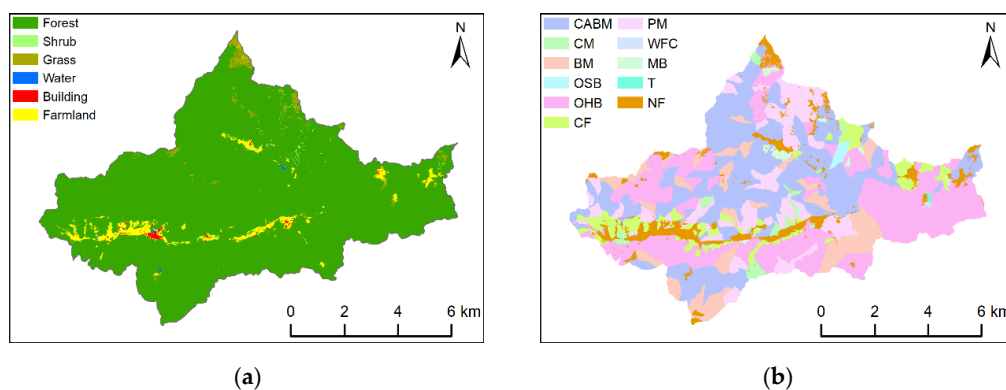 Forest
Shrub
Grass
Water
Building
Farmland
N
0 2 4 6 km
(a)
CABM
CM
BM
OSB
OHB
CF
PM
WFC
MB
T
NF
N
0 2 4 6 km
(b)